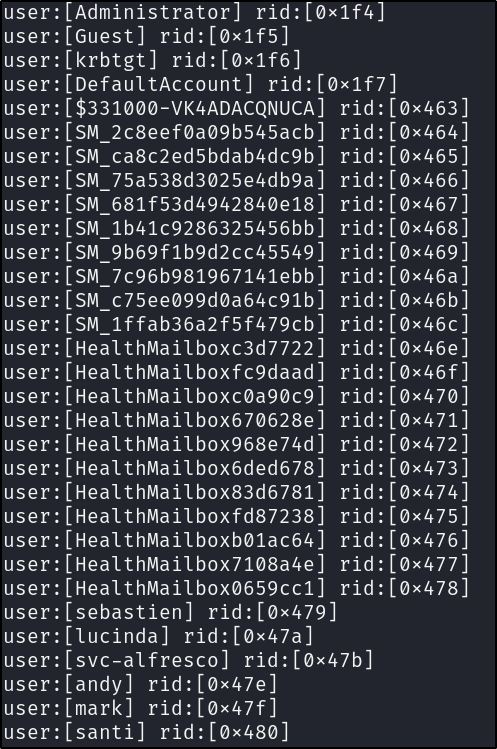 user:[Administrator] rid:[0×1f4]
user:[Guest] rid:[0×1f5]
user:[krbtgt] rid:[0×1f6]
user:[DefaultAccount] rid:[0×1f7]
user:[$331000-VK4ADACQNUCA] rid:[0×463]
user:[SM_2c8eef0a09b545acb] rid:[0×464]
user:[SM_ca8c2ed5bdab4dc9b] rid:[0×465]
user:[SM_75a538d3025e4db9a] rid:[0×466]
user:[SM_681f53d4942840e18] rid:[0×467]
user:[SM_1b41c9286325456bb] rid:[0×468]
user:[SM_9b69f1b9d2cc45549] rid:[0×469]
user:[SM_7c96b981967141ebb] rid:[0×46a]
user:[SM_c75ee099d0a64c91b] rid:[0×46b]
user:[SM_1ffab36a2f5f479cb] rid:[0×46c]
user:[HealthMailboxc3d7722] rid:[0×46e]
user:[HealthMailboxfc9daad] rid:[0×46f]
user:[HealthMailboxc0a90c9] rid:[0×470]
user:[HealthMailbox670628e] rid:[0×471]
user:[HealthMailbox968e74d] rid:[0×472]
user:[HealthMailbox6ded678] rid:[0×473]
user:[HealthMailbox83d6781] rid:[0×474]
user:[HealthMailboxfd87238] rid:[0×475]
user:[HealthMailboxb01ac64] rid:[0×476]
user:[HealthMailbox7108a4e] rid:[0×477]
user:[HealthMailbox0659cc1] rid:[0×478]
user:[sebastien] rid:[0×479]
user:[lucinda] rid:[0×47a]
user:[svc-alfresco] rid:[0×47b]
user:[andy] rid:[0×47e]
user:[mark] rid:[0×47f]
user:[santi] rid:[0×480]